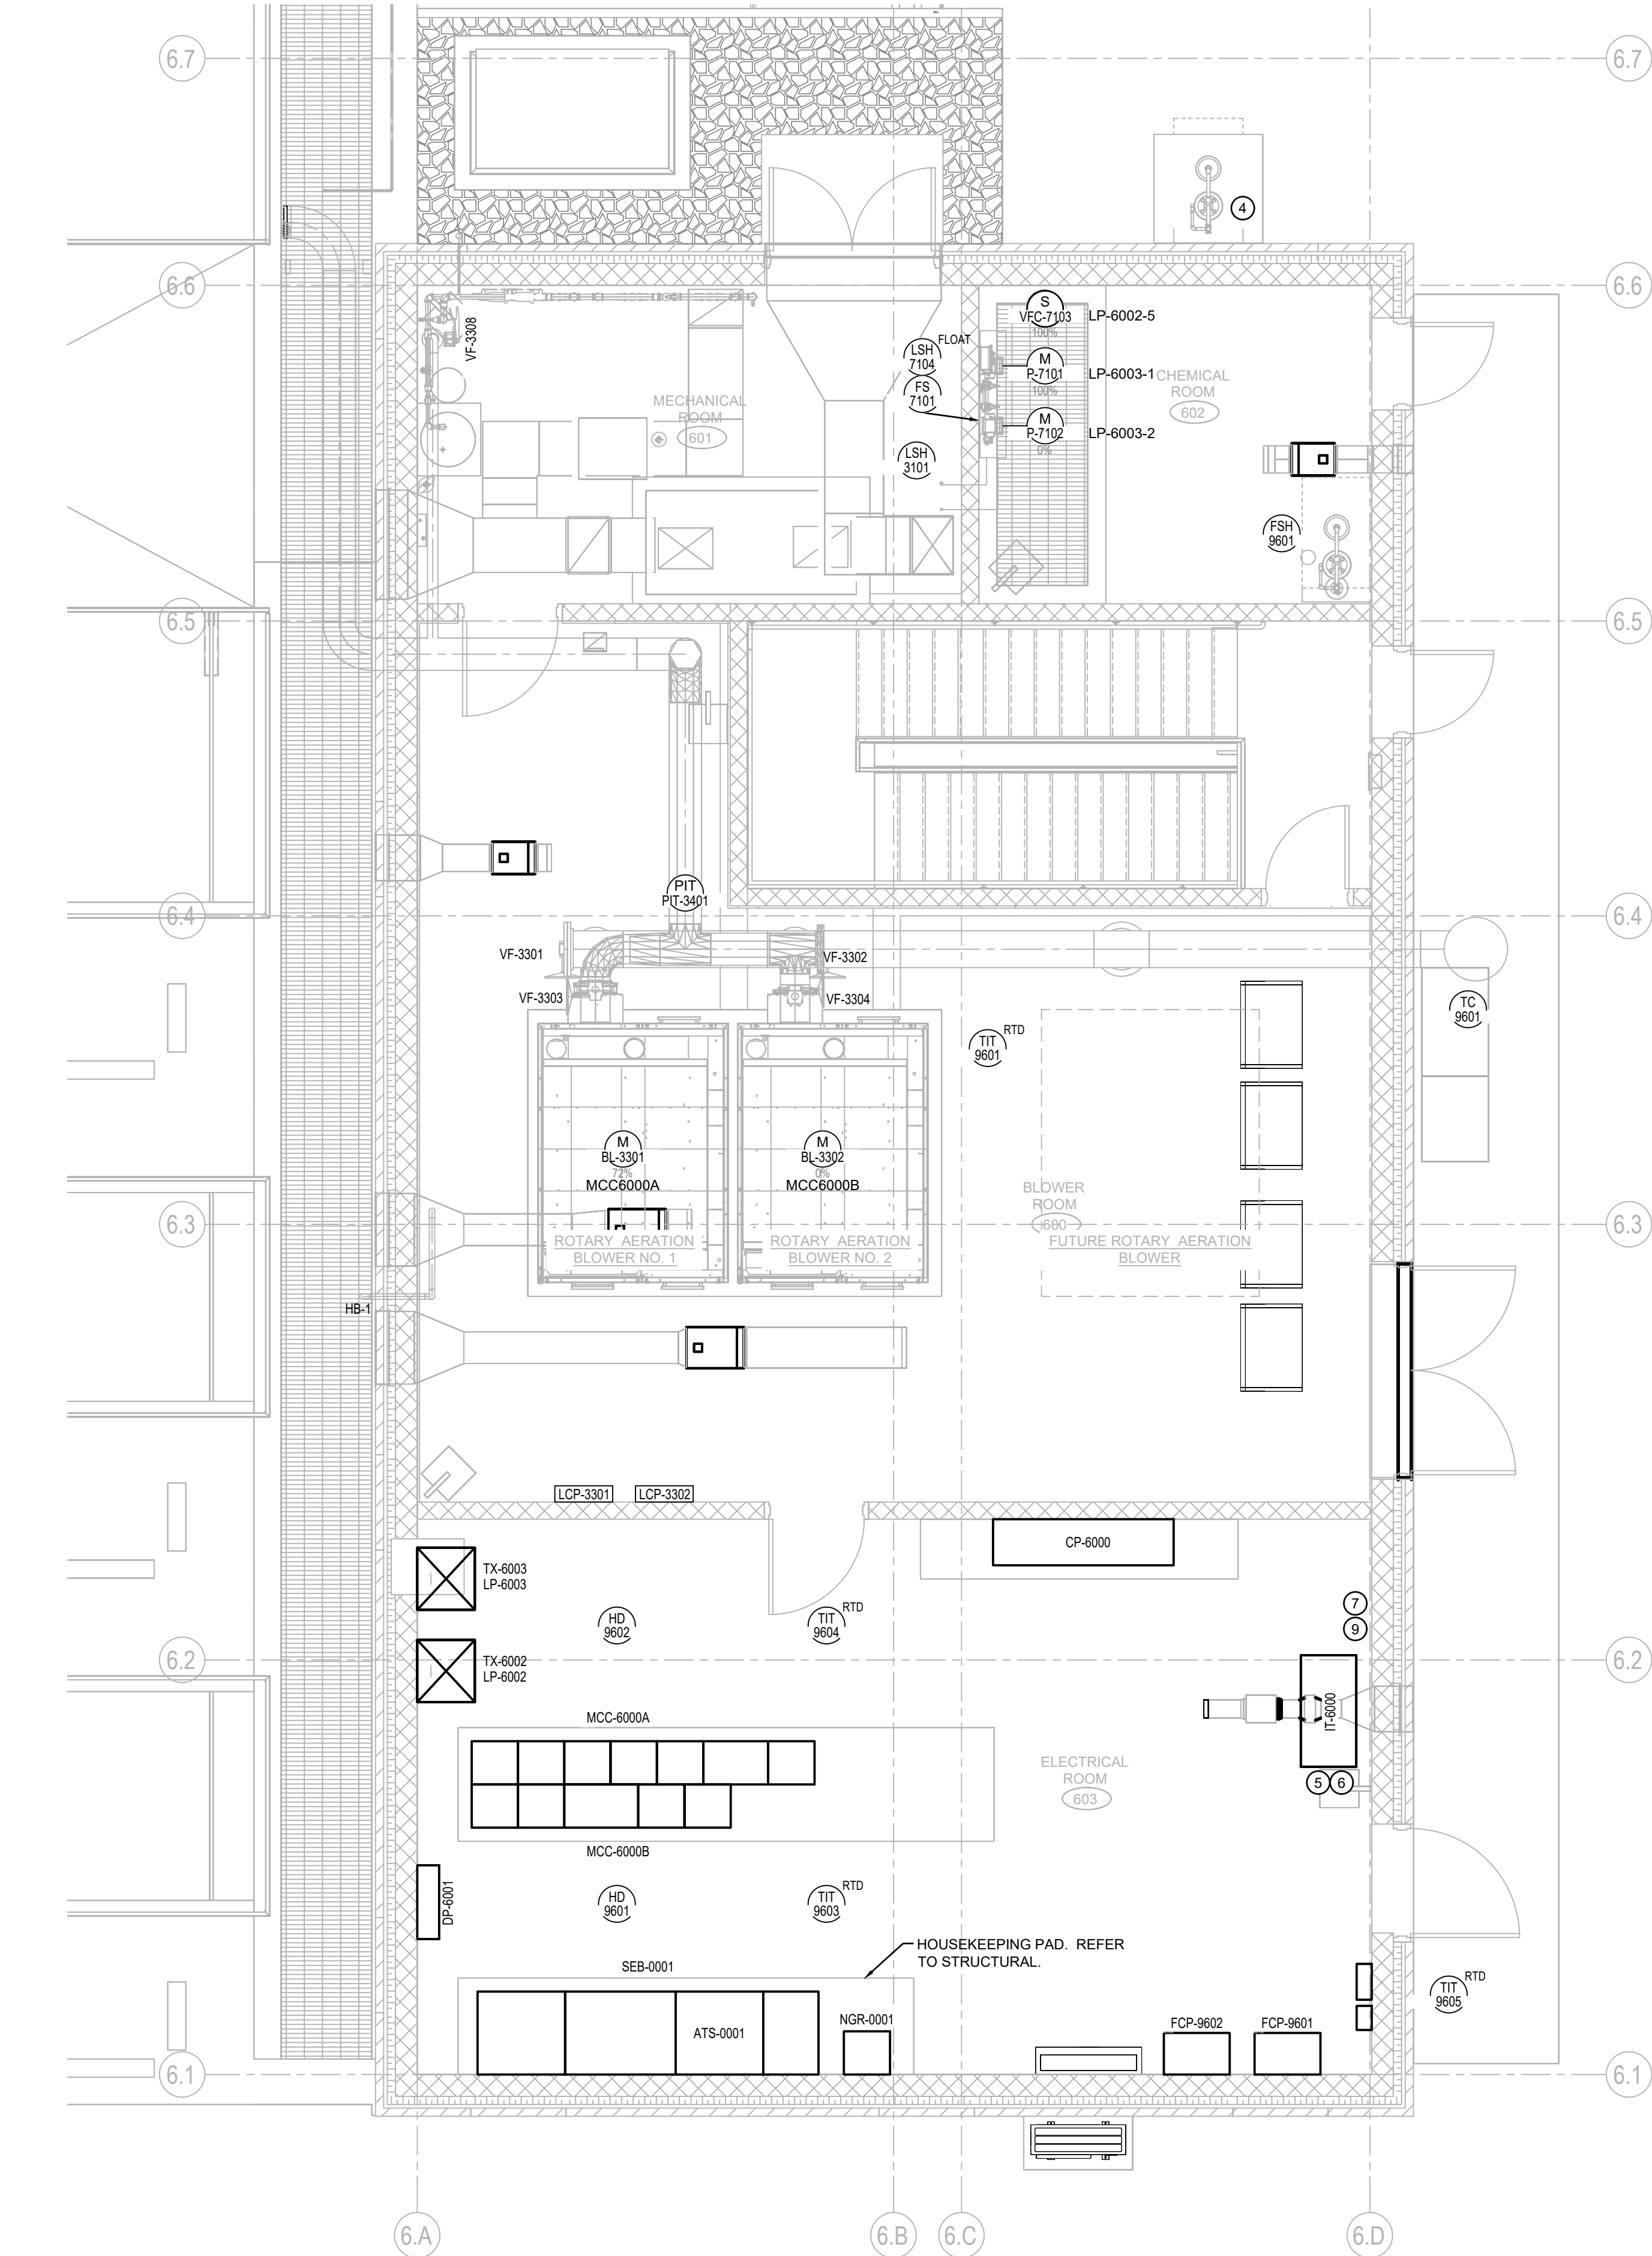 6.7
6.7
4
6.6
6.6
VF-3308
S
VFC-7103
100%
LP-6002-5
FLOAT
LSH
7104
M
P-7101
100%
LP-6003-1
FS
7101
M
P-7102
0%
LP-6003-2
LSH
3101
MECHANICAL
ROOM
601
CHEMICAL
ROOM
602
FSH
9601
6.5
6.5
PIT
PIT-3401
6.4
6.4
VF-3301
VF-3302
VF-3303
VF-3304
TIT
9601
RTD
TC
9601
M
BL-3301
72%
MCC6000A
M
BL-3302
0%
MCC6000B
BLOWER
ROOM
600
6.3
6.3
ROTARY AERATION
BLOWER NO. 1
ROTARY AERATION
BLOWER NO. 2
FUTURE ROTARY AERATION
BLOWER
HB-1
LCP-3301
LCP-3302
CP-6000
TX-6003
LP-6003
HD
9602
TIT
9604
RTD
7
9
6.2
6.2
TX-6002
LP-6002
IT-6000
MCC-6000A
ELECTRICAL
ROOM
603
5
6
MCC-6000B
DP-6001
HD
9601
TIT
9603
RTD
HOUSEKEEPING PAD. REFER
TO STRUCTURAL.
SEB-0001
TIT
9605
RTD
ATS-0001
NGR-0001
FCP-9602
FCP-9601
6.1
6.1
6.A
6.B
6.C
6.D